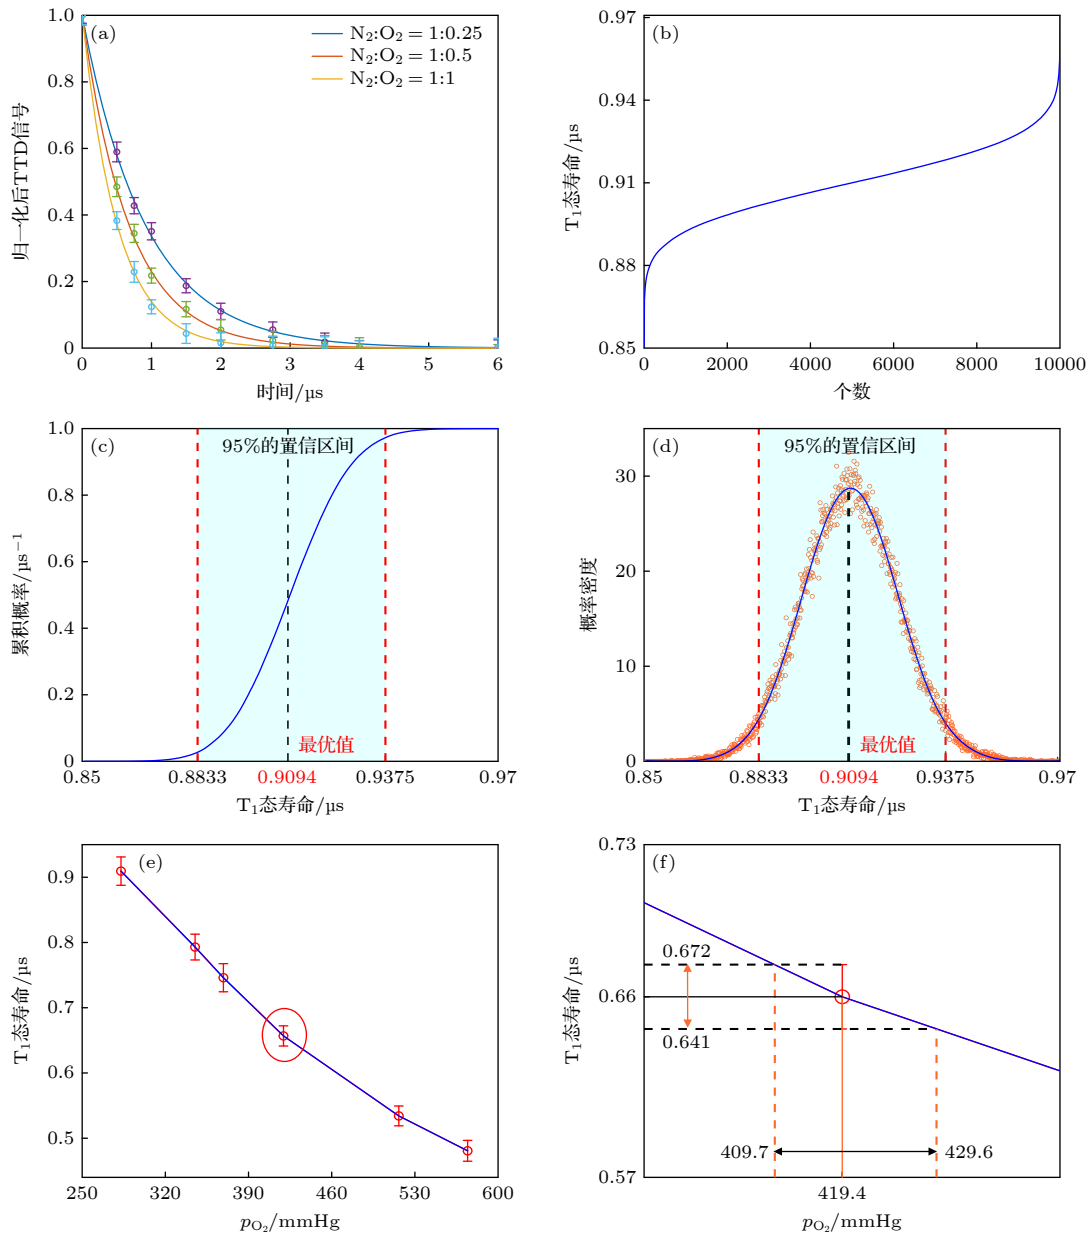 (a)
N₂:O₂ = 1:0.25
N₂:O₂ = 1:0.5
N₂:O₂ = 1:1
1.0
0.8
0.6
0.4
0.2
0
归一化后TTD信号
0 1 2 3 4 5 6
时间/µs
(b)
0.97
0.94
0.91
0.88
0.85
T₁态寿命/µs
0 2000 4000 6000 8000 10000
个数
(c)
95%的置信区间
1.0
0.8
0.6
0.4
0.2
0
累积概率/µs⁻¹
最优值
0.85 0.8833 0.9094 0.9375 0.97
T₁态寿命/µs
(d)
95%的置信区间
30
20
10
0
概率密度
最优值
0.85 0.8833 0.9094 0.9375 0.97
T₁态寿命/µs
(e)
0.9
0.8
0.7
0.6
0.5
T₁态寿命/µs
250 320 390 460 530 600
p_O₂/mmHg
(f)
0.73
0.66
0.57
T₁态寿命/µs
0.672
0.641
409.7 429.6
419.4
p_O₂/mmHg